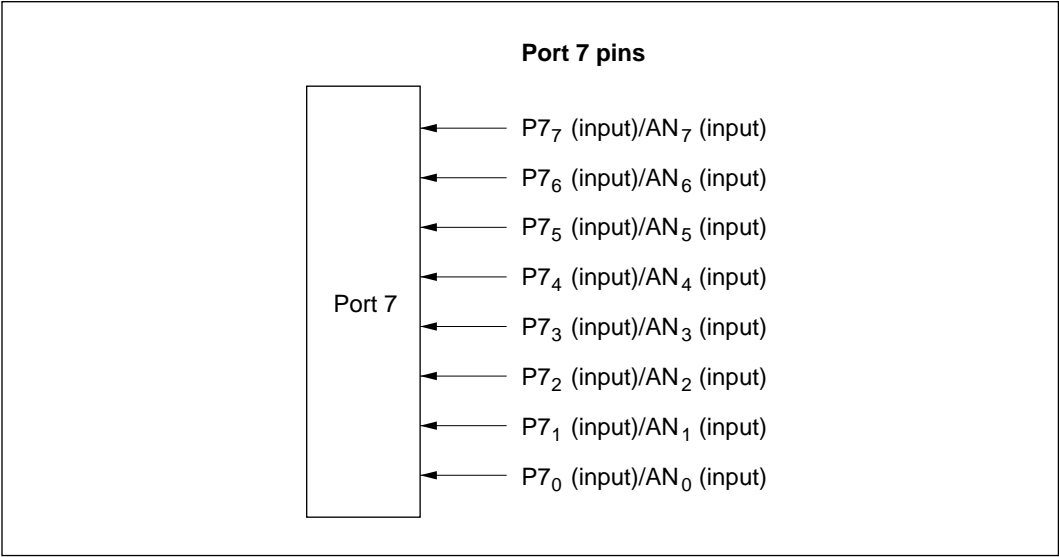 Port 7 pins
P7₇ (input)/AN₇ (input)
P7₆ (input)/AN₆ (input)
P7₅ (input)/AN₅ (input)
P7₄ (input)/AN₄ (input)
Port 7
P7₃ (input)/AN₃ (input)
P7₂ (input)/AN₂ (input)
P7₁ (input)/AN₁ (input)
P7₀ (input)/AN₀ (input)